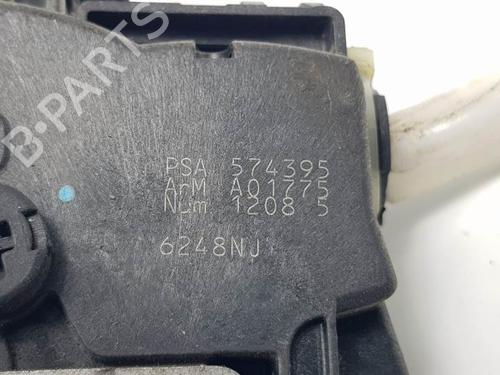 B-PARTS
PSA 574395
ArM A01775
Num 1208 5
6248NJ